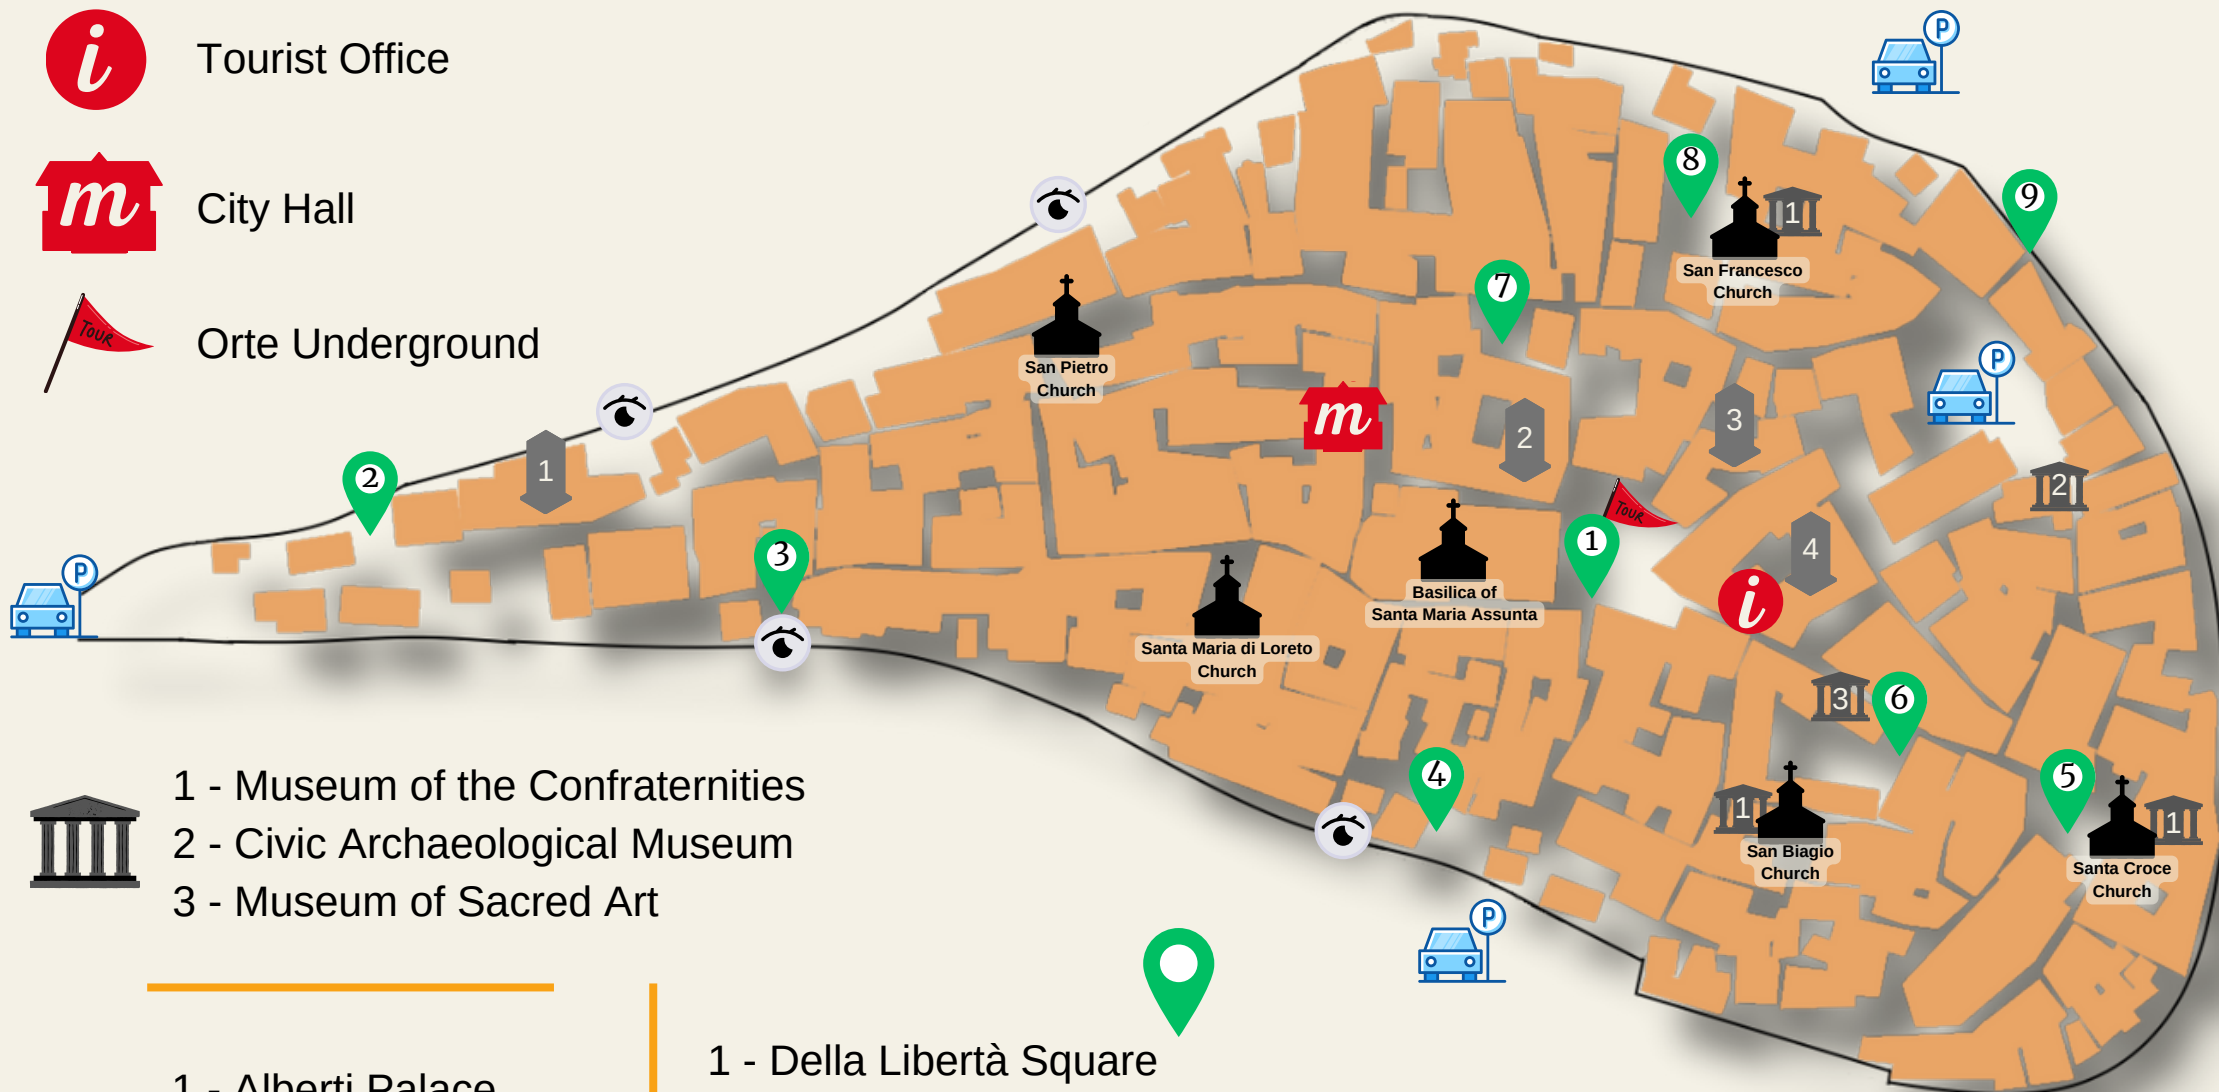 i Tourist Office
m City Hall
TOUR Orte Underground
P
P
P
P
P
1
2
3
4
5
6
7
8
9
1
2
3
4
1
1
1
2
3
m
i
TOUR
San Pietro
Church
San Francesco
Church
Basilica of
Santa Maria Assunta
Santa Maria di Loreto
Church
San Biagio
Church
Santa Croce
Church
1 - Museum of the Confraternities
2 - Civic Archaeological Museum
3 - Museum of Sacred Art
1 - Alberti Palace
1 - Della Libertà Square